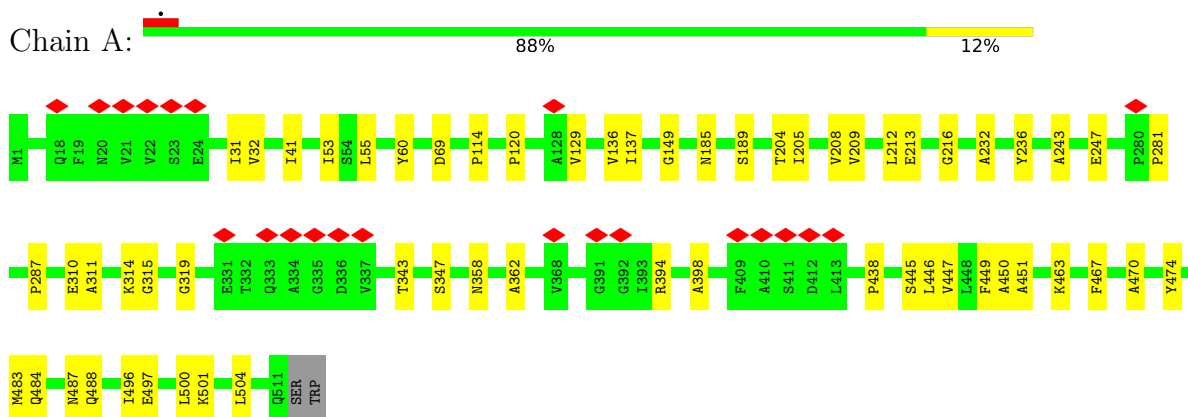 •
Chain A:
88% 12%
M1 Q18 F19 N20 V21 V22 S23 E24 I31 V32 I41 I53 S54 L55 Y60 D69 P114 P120 A128 V129 V136 I137 G149 N185 S189 T204 I205 V208 V209 L212 E213 G216 A232 Y236 A243 E247 P280 P281
P287 E310 A311 K314 G315 G319 E331 T332 Q333 A334 G335 D336 V337 T343 S347 N358 A362 V368 G391 G392 I393 R394 A398 F409 A410 S411 D412 L413 P438 S445 L446 V447 L448 F449 A450 A451 K463 F467 A470 Y474
M483 Q484 N487 Q488 I496 E497 L500 K501 L504 Q511 SER TRP